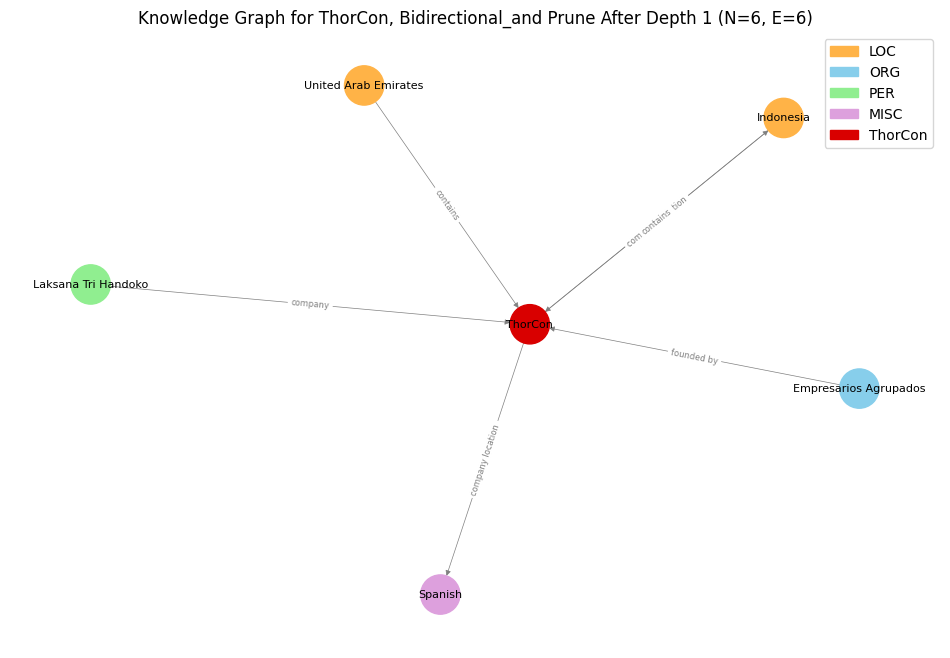 Knowledge Graph for ThorCon, Bidirectional_and Prune After Depth 1 (N=6, E=6)
LOC
ORG
PER
MISC
ThorCon
United Arab Emirates
Indonesia
contains
com contains tion
Laksana Tri Handoko
company
ThorCon
founded by
Empresarios Agrupados
company location
Spanish